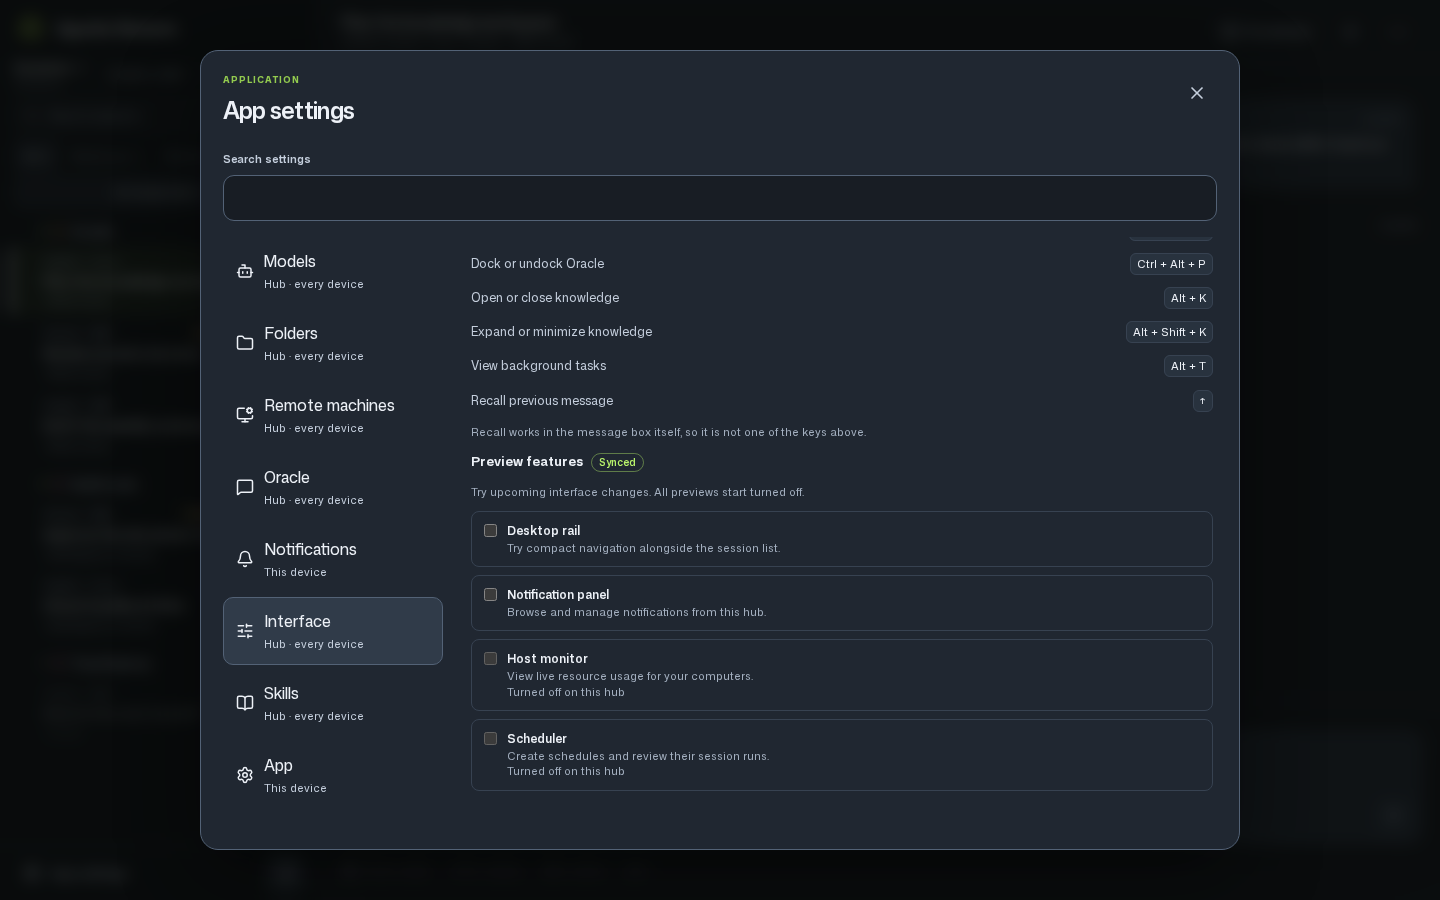 APPLICATION
App settings
Search settings
Models
Hub · every device
Folders
Hub · every device
Remote machines
Hub · every device
Oracle
Hub · every device
Notifications
This device
Interface
Hub · every device
Skills
Hub · every device
App
This device
Dock or undock Oracle
Ctrl + Alt + P
Open or close knowledge
Alt + K
Expand or minimize knowledge
Alt + Shift + K
View background tasks
Alt + T
Recall previous message
↑
Recall works in the message box itself, so it is not one of the keys above.
Preview features Synced
Try upcoming interface changes. All previews start turned off.
Desktop rail
Try compact navigation alongside the session list.
Notification panel
Browse and manage notifications from this hub.
Host monitor
View live resource usage for your computers.
Turned off on this hub
Scheduler
Create schedules and review their session runs.
Turned off on this hub